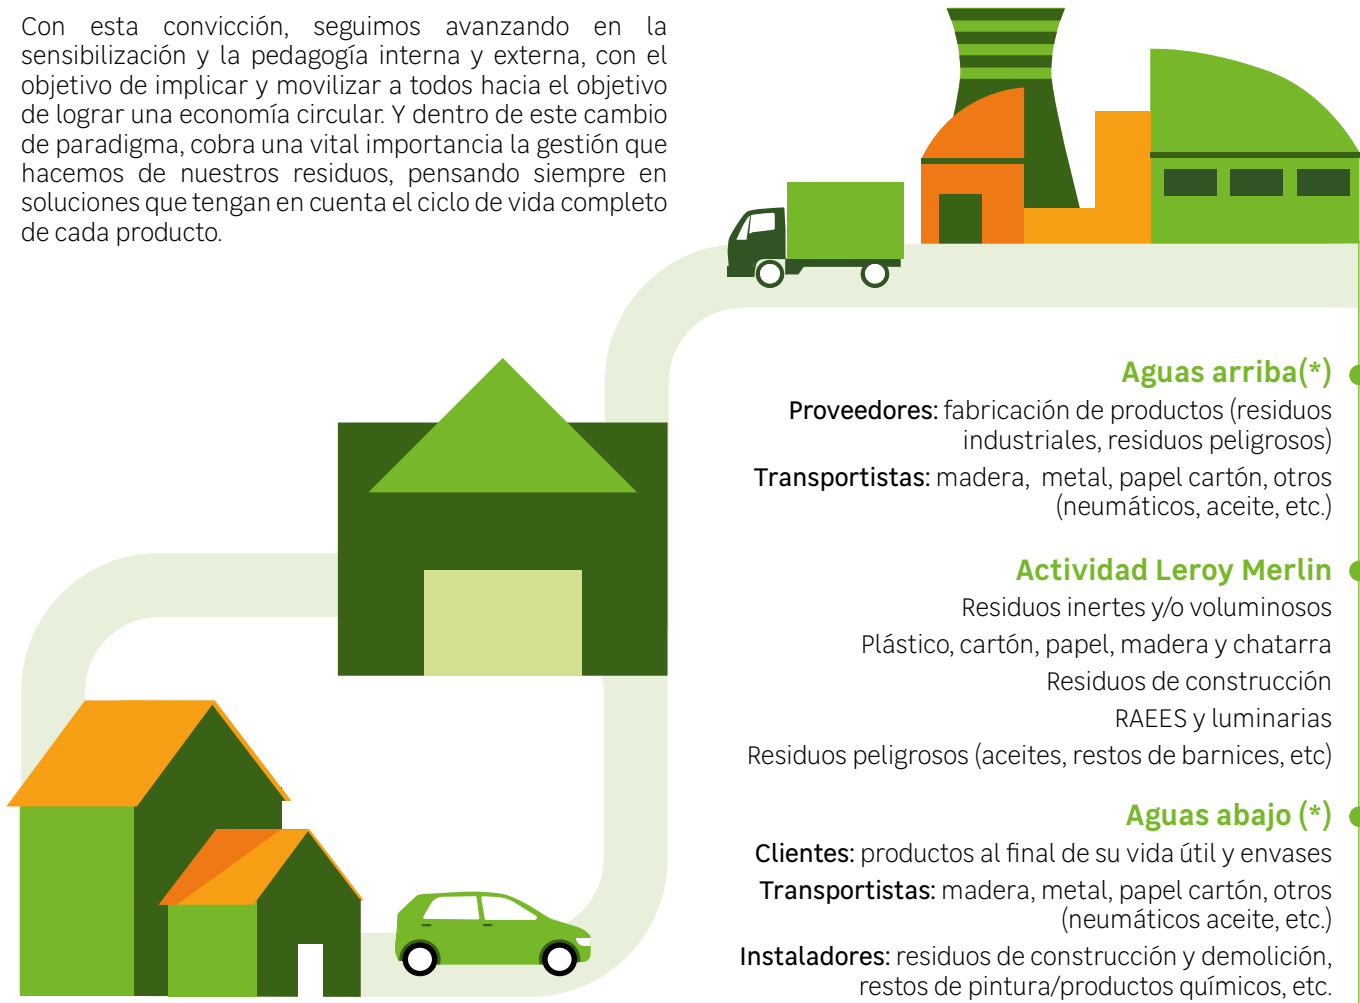 Con esta convicción, seguimos avanzando en la
sensibilización y la pedagogía interna y externa, con el
objetivo de implicar y movilizar a todos hacia el objetivo
de lograr una economía circular. Y dentro de este cambio
de paradigma, cobra una vital importancia la gestión que
hacemos de nuestros residuos, pensando siempre en
soluciones que tengan en cuenta el ciclo de vida completo
de cada producto.
Aguas arriba(*)
Proveedores: fabricación de productos (residuos
industriales, residuos peligrosos)
Transportistas: madera, metal, papel cartón, otros
(neumáticos, aceite, etc.)
Actividad Leroy Merlin
Residuos inertes y/o voluminosos
Plástico, cartón, papel, madera y chatarra
Residuos de construcción
RAEES y luminarias
Residuos peligrosos (aceites, restos de barnices, etc)
Aguas abajo (*)
Clientes: productos al final de su vida útil y envases
Transportistas: madera, metal, papel cartón, otros
(neumáticos aceite, etc.)
Instaladores: residuos de construcción y demolición,
restos de pintura/productos químicos, etc.